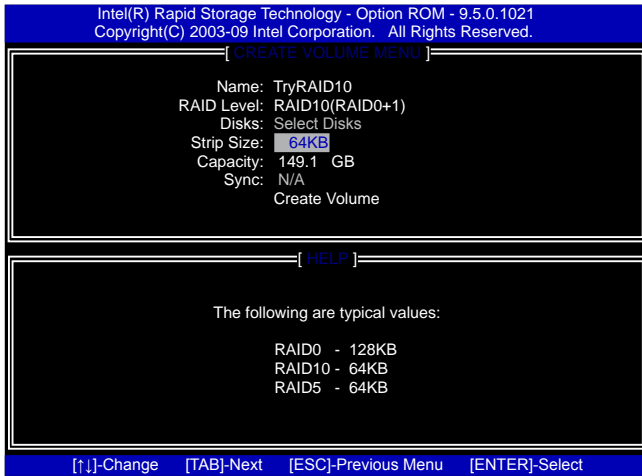 Intel(R) Rapid Storage Technology - Option ROM - 9.5.0.1021
Copyright(C) 2003-09 Intel Corporation.   All Rights Reserved.
[ CREATE VOLUME MENU ]
Name: TryRAID10
RAID Level: RAID10(RAID0+1)
Disks: Select Disks
Strip Size: 64KB
Capacity: 149.1 GB
Sync: N/A
Create Volume
[ HELP ]
The following are typical values:
RAID0 - 128KB
RAID10 - 64KB
RAID5 - 64KB
[↑↓]-Change [TAB]-Next [ESC]-Previous Menu [ENTER]-Select